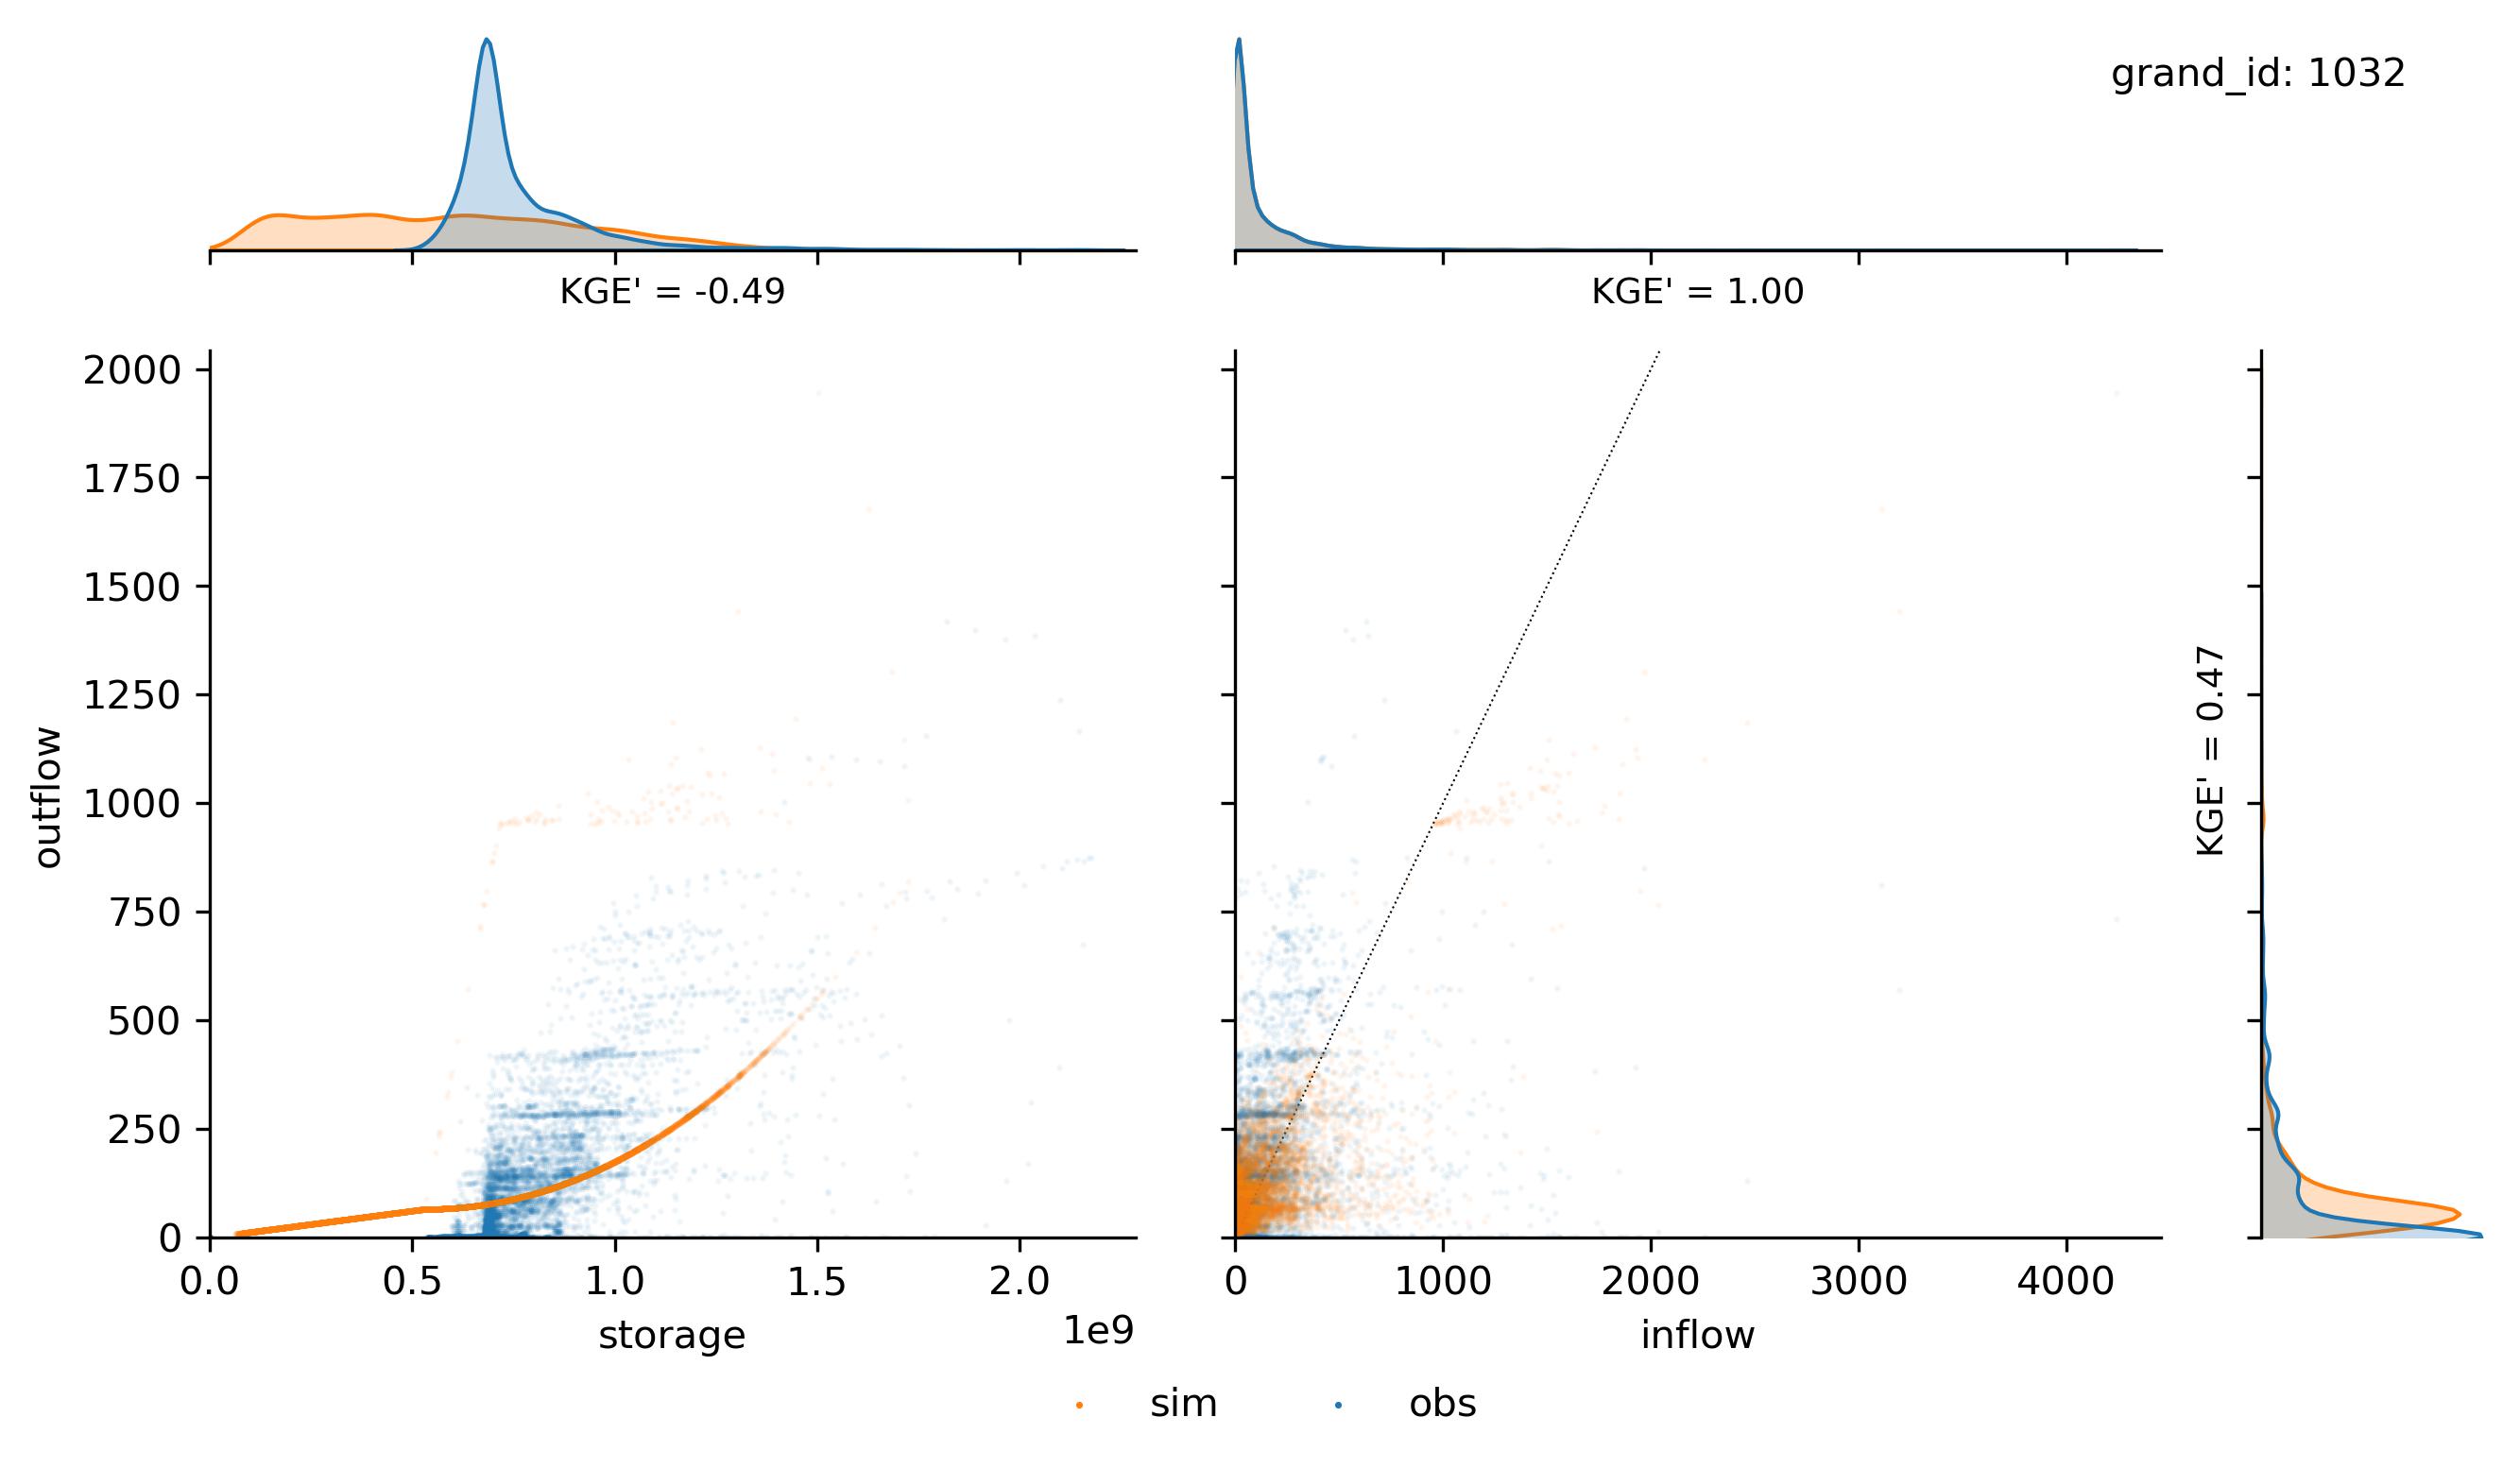 grand_id: 1032
KGE' = -0.49
KGE' = 1.00
2000
1750
1500
1250
1000
750
500
250
0
outflow
KGE' = 0.47
0.0 0.5 1.0 1.5 2.0
1e9
storage
0 1000 2000 3000 4000
inflow
sim obs